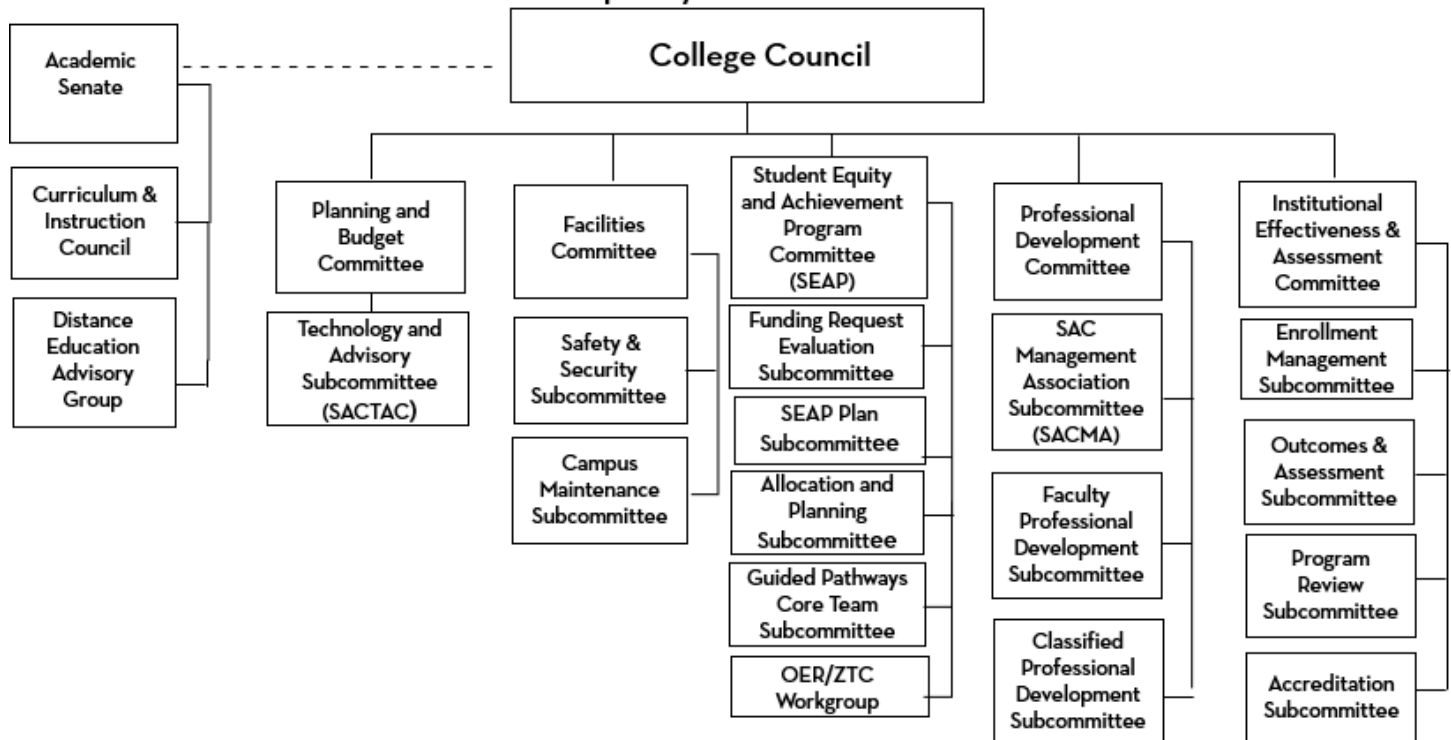 College Council
Academic
Senate
Curriculum &
Instruction
Council
Distance
Education
Advisory
Group
Planning and
Budget
Committee
Technology and
Advisory
Subcommittee
(SACTAC)
Facilities
Committee
Safety &
Security
Subcommittee
Campus
Maintenance
Subcommittee
Student Equity
and Achievement
Program
Committee
(SEAP)
Funding Request
Evaluation
Subcommittee
SEAP Plan
Subcommittee
Allocation and
Planning
Subcommittee
Guided Pathways
Core Team
Subcommittee
OER/ZTC
Workgroup
Professional
Development
Committee
SAC
Management
Association
Subcommittee
(SACMA)
Faculty
Professional
Development
Subcommittee
Classified
Professional
Development
Subcommittee
Institutional
Effectiveness &
Assessment
Committee
Enrollment
Management
Subcommittee
Outcomes &
Assessment
Subcommittee
Program
Review
Subcommittee
Accreditation
Subcommittee